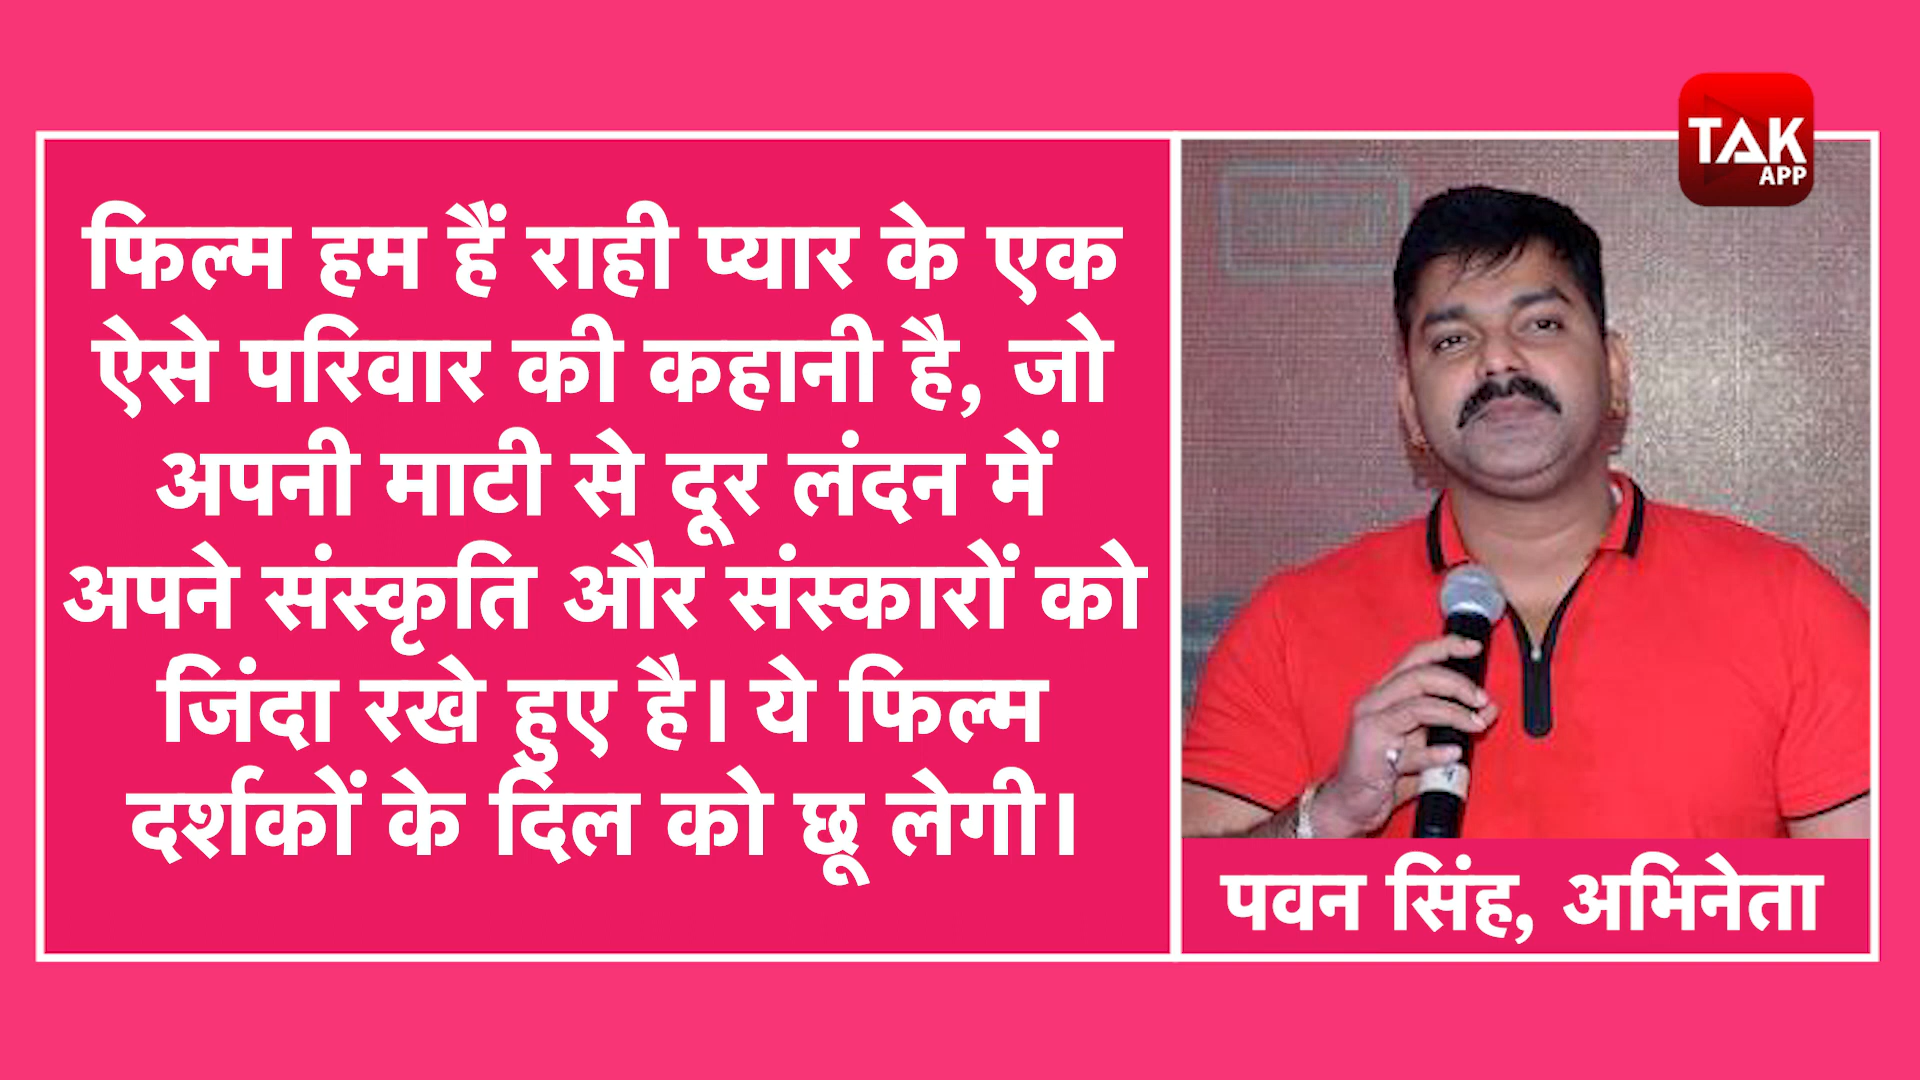 TAK
APP
फिल्म हम हैं राही प्यार के एक
ऐसे परिवार की कहानी है, जो
अपनी माटी से दूर लंदन में
अपने संस्कृति और संस्कारों को
जिंदा रखे हुए है। ये फिल्म
दर्शकों के दिल को छू लेगी।
पवन सिंह, अभिनेता